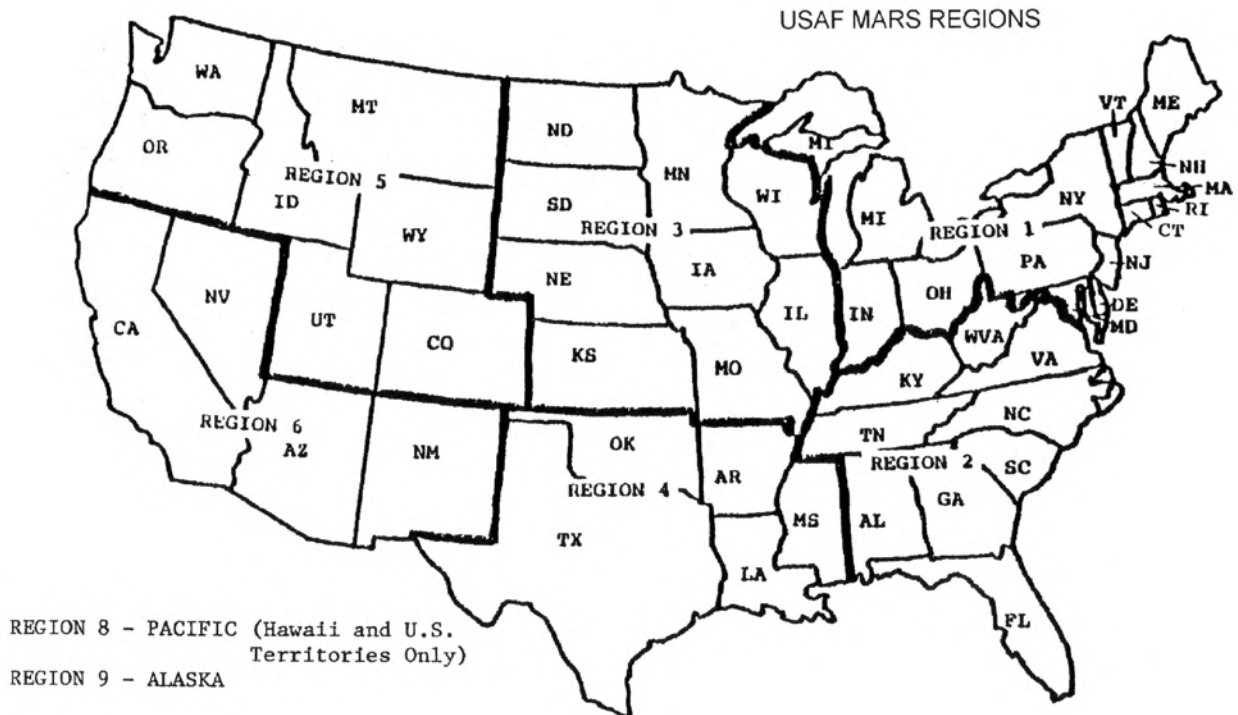 USAF MARS REGIONS
WA
MT
ND
MN
MI
VT
ME
OR
REGION 5
ID
SD
REGION 3
WI
MI
NY
NH
MA
RI
CT
REGION 1
WY
IA
PA
NJ
NV
NE
IL
IN
OH
DE
MD
CA
UT
CO
KS
MO
WVA
VA
KY
REGION 6
AZ
NM
OK
TN
NC
REGION 2
SC
AR
REGION 4
MS
AL
GA
TX
LA
FL
REGION 8 - PACIFIC (Hawaii and U.S.
Territories Only)
REGION 9 - ALASKA